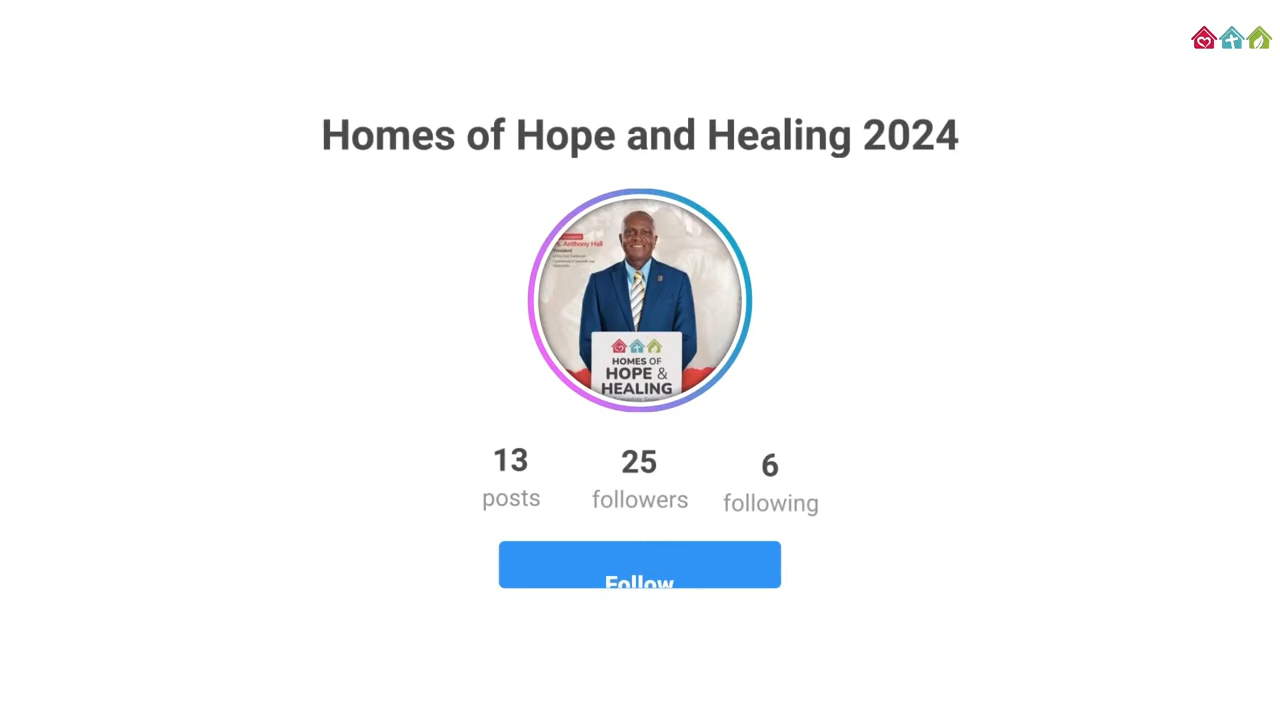 Homes of Hope and Healing 2024
Anthony Hall
President
HOMES OF
HOPE &
HEALING
13
25
6
posts
followers
following
Follow